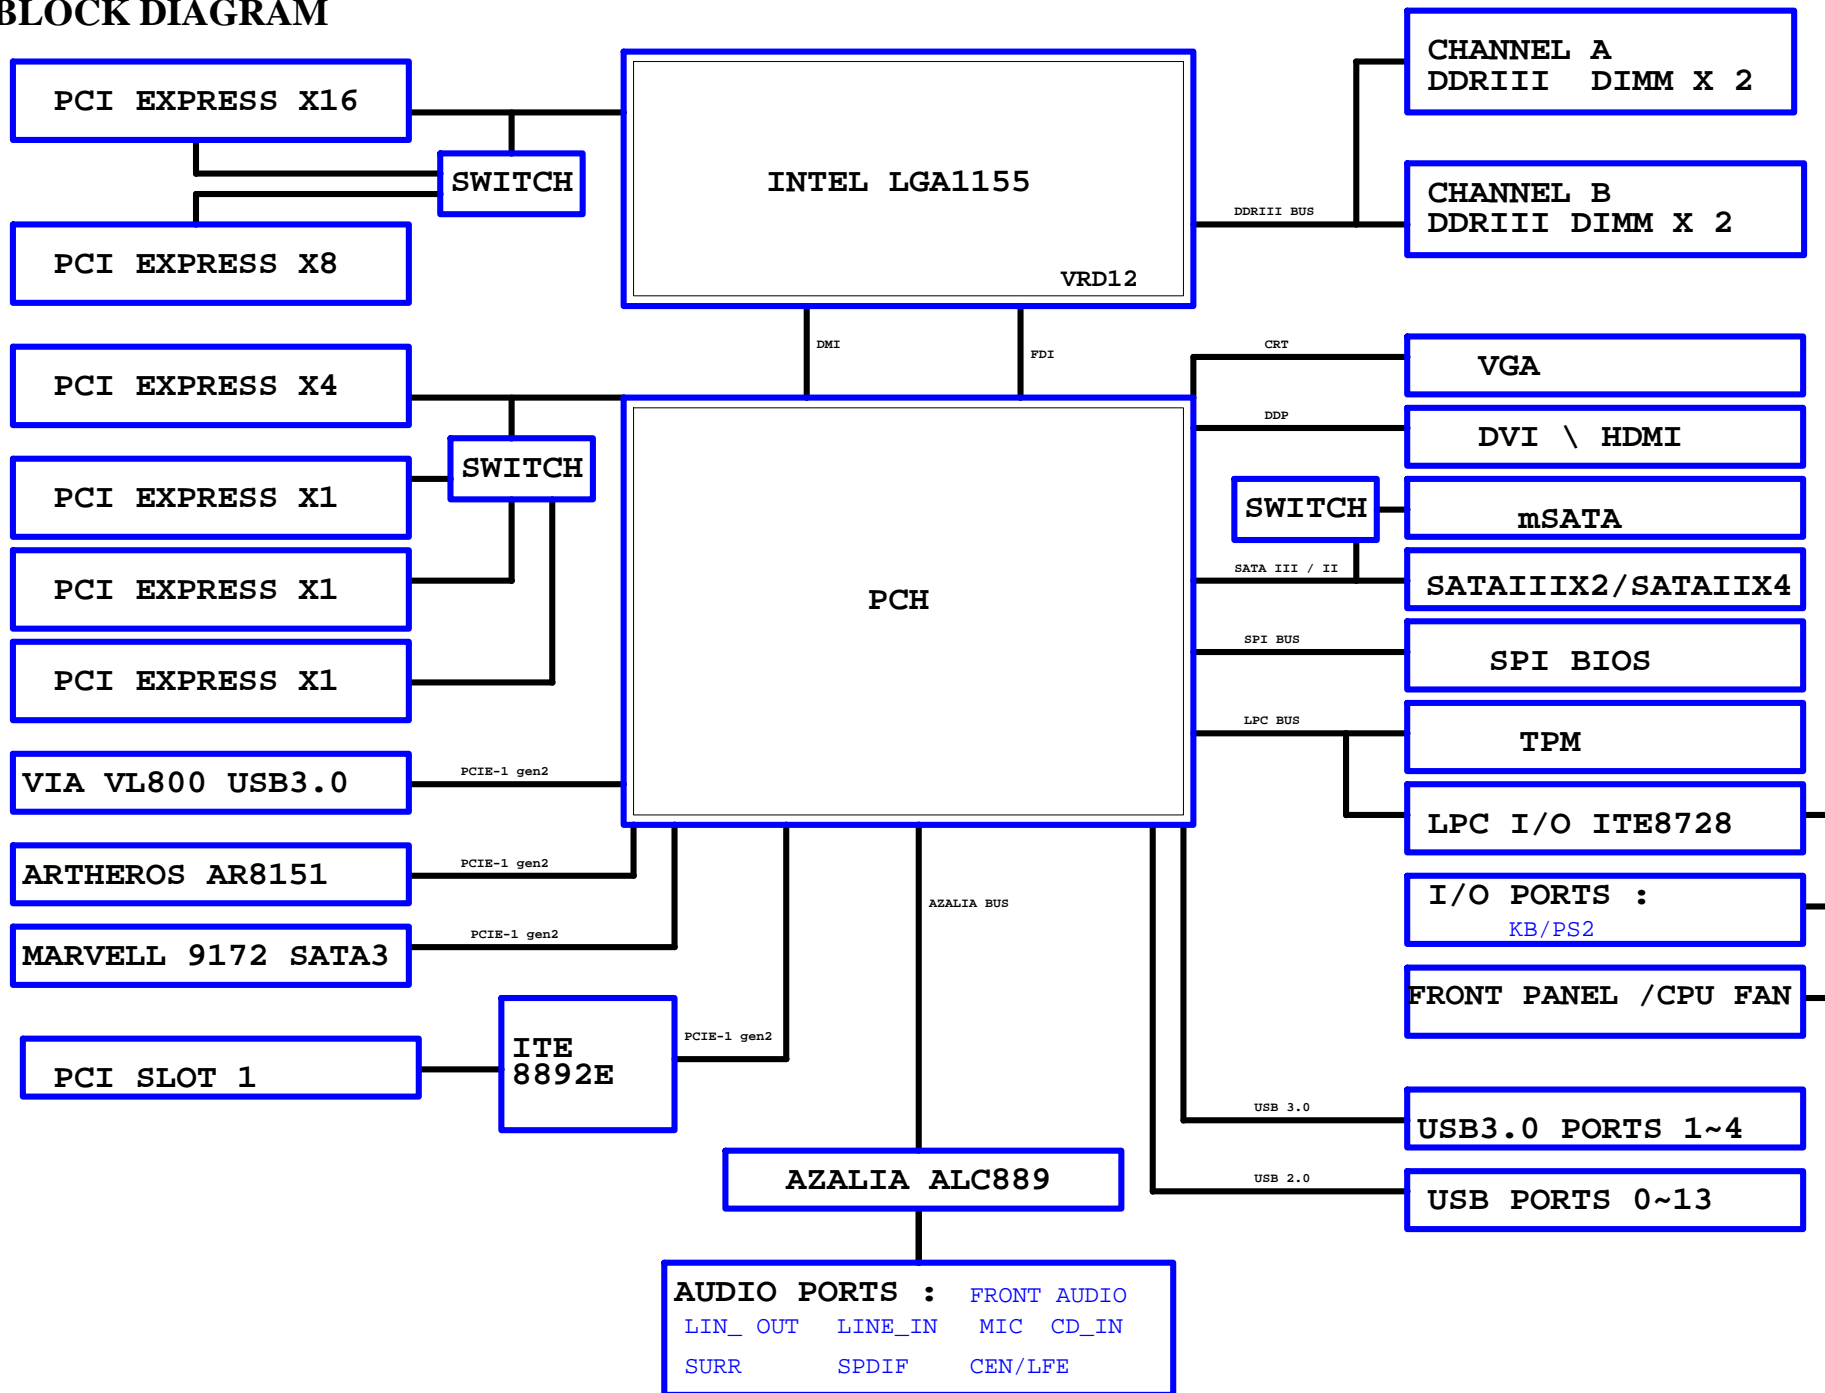 BLOCK DIAGRAM
PCI EXPRESS X16
SWITCH
PCI EXPRESS X8
INTEL LGA1155
VRD12
DDRIII BUS
CHANNEL A
DDRIII DIMM X 2
CHANNEL B
DDRIII DIMM X 2
DMI
FDI
PCI EXPRESS X4
SWITCH
PCI EXPRESS X1
PCI EXPRESS X1
PCI EXPRESS X1
PCH
CRT
VGA
DDP
DVI \ HDMI
SWITCH
mSATA
SATA III / II
SATAIIIX2/SATAIIX4
SPI BUS
SPI BIOS
LPC BUS
TPM
LPC I/O ITE8728
I/O PORTS :
KB/PS2
FRONT PANEL /CPU FAN
VIA VL800 USB3.0
PCIE-1 gen2
ARTHEROS AR8151
PCIE-1 gen2
MARVELL 9172 SATA3
PCIE-1 gen2
PCI SLOT 1
ITE
8892E
PCIE-1 gen2
AZALIA BUS
USB 3.0
USB3.0 PORTS 1~4
USB 2.0
USB PORTS 0~13
AZALIA ALC889
AUDIO PORTS : FRONT AUDIO
LIN_ OUT LINE_IN MIC CD_IN
SURR SPDIF CEN/LFE